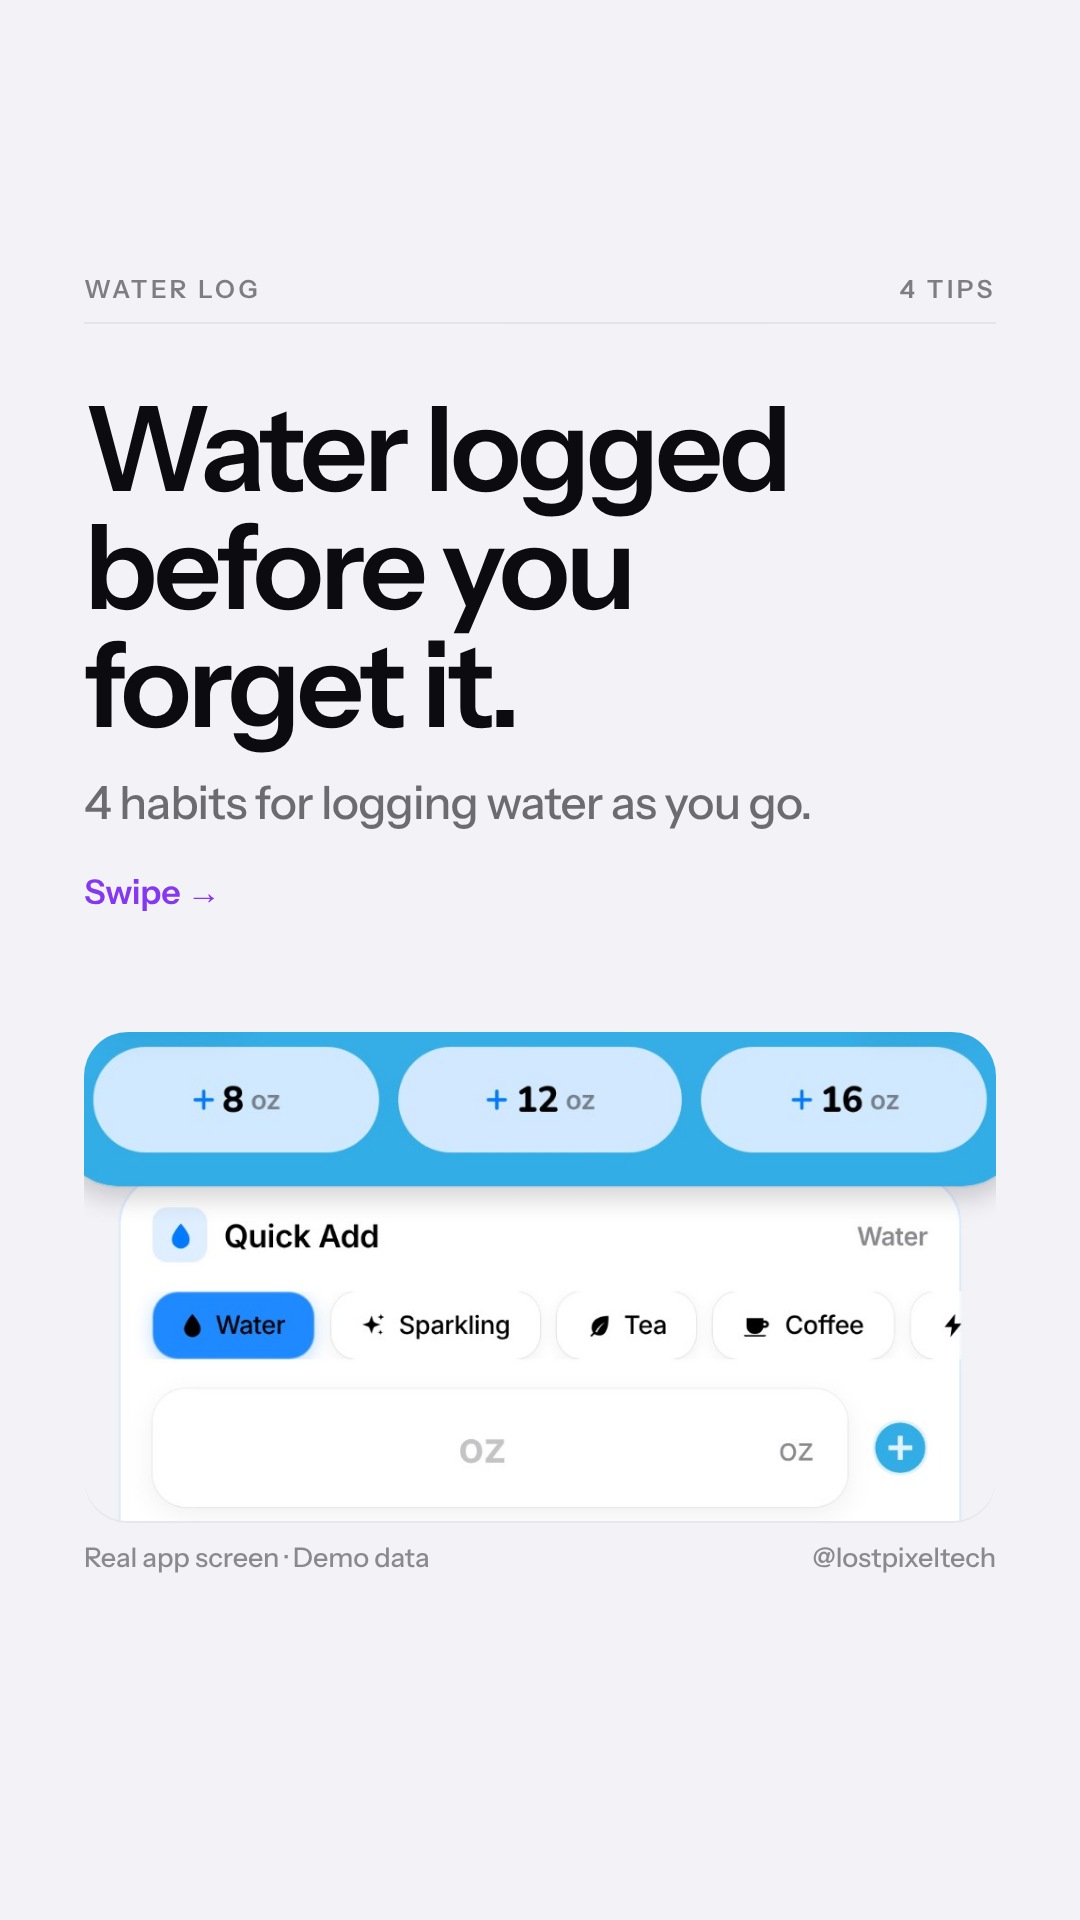 WATER LOG
4 TIPS
Water logged
before you
forget it.
4 habits for logging water as you go.
Swipe →
+ 8 oz
+ 12 oz
+ 16 oz
Quick Add
Water
Water
Sparkling
Tea
Coffee
oz
oz
Real app screen · Demo data
@lostpixeltech